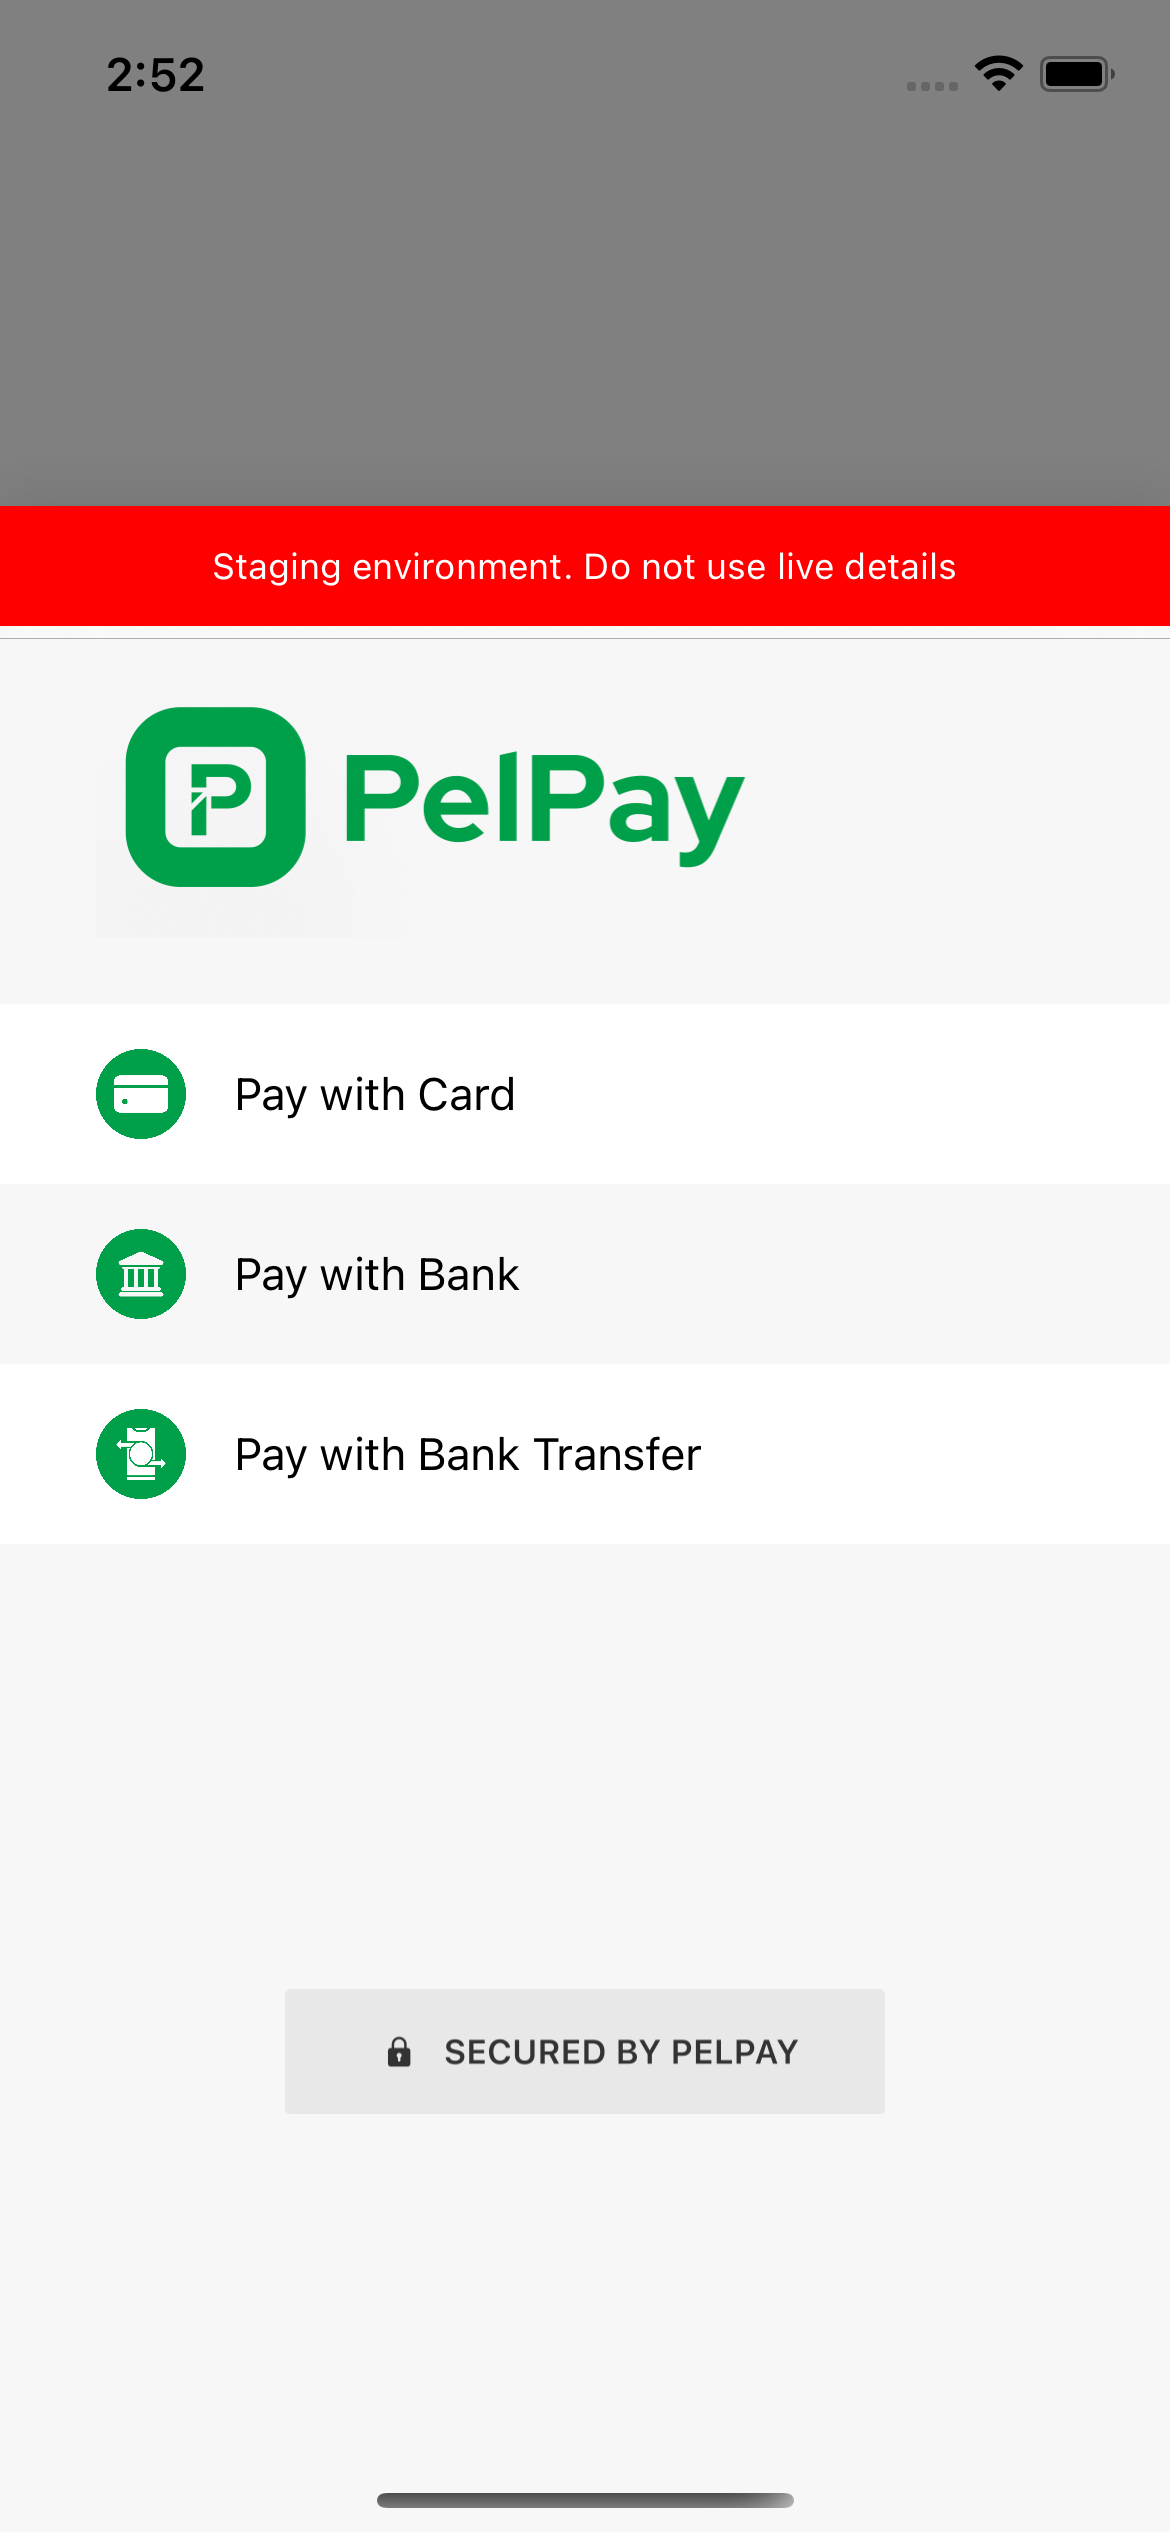 2:52
Staging environment. Do not use live details
PelPay
Pay with Card
Pay with Bank
Pay with Bank Transfer
SECURED BY PELPAY